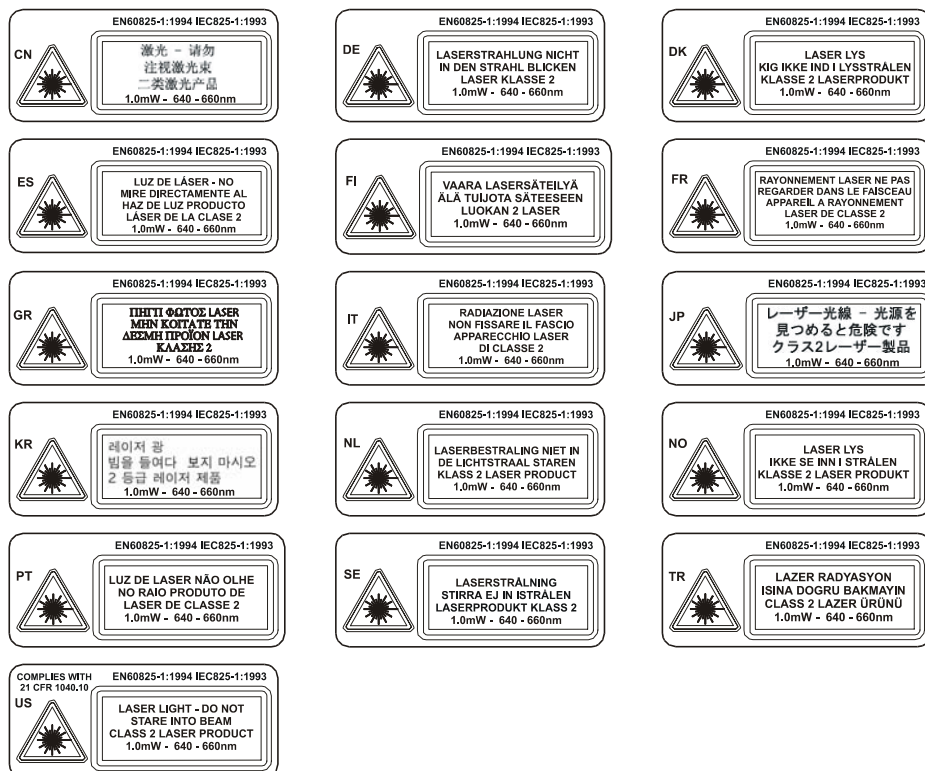 EN60825-1:1994 IEC825-1:1993
CN
激光 - 请勿
注视激光束
二类激光产品
1.0mW - 640 - 660nm
EN60825-1:1994 IEC825-1:1993
DE
LASERSTRAHLUNG NICHT
IN DEN STRAHL BLICKEN
LASER KLASSE 2
1.0mW - 640 - 660nm
EN60825-1:1994 IEC825-1:1993
DK
LASER LYS
KIG IKKE IND I LYSSTRÅLEN
KLASSE 2 LASERPRODUKT
1.0mW - 640 - 660nm
EN60825-1:1994 IEC825-1:1993
ES
LUZ DE LÁSER - NO
MIRE DIRECTAMENTE AL
HAZ DE LUZ PRODUCTO
LÁSER DE LA CLASE 2
1.0mW - 640 - 660nm
EN60825-1:1994 IEC825-1:1993
FI
VAARA LASERSÄTEILYÄ
ÄLÄ TUIJOTA SÄTEESEEN
LUOKAN 2 LASER
1.0mW - 640 - 660nm
EN60825-1:1994 IEC825-1:1993
FR
RAYONNEMENT LASER NE PAS
REGARDER DANS LE FAISCEAU
APPAREIL A RAYONNEMENT
LASER DE CLASSE 2
1.0mW - 640 - 660nm
EN60825-1:1994 IEC825-1:1993
GR
ΠΗΓΠ ΦΩΤΟΣ LASER
ΜΗΝ ΚΟΙΤΑΤΕ ΤΗΝ
ΔΕΣΜΗ ΠΡΟΪΟΝ LASER
ΚΛΑΣΗΣ 2
1.0mW - 640 - 660nm
EN60825-1:1994 IEC825-1:1993
IT
RADIAZIONE LASER
NON FISSARE IL FASCIO
APPARECCHIO LASER
DI CLASSE 2
1.0mW - 640 - 660nm
EN60825-1:1994 IEC825-1:1993
JP
レーザー光線 - 光源を
見つめると危険です
クラス2レーザー製品
1.0mW - 640 - 660nm
EN60825-1:1994 IEC825-1:1993
KR
레이저 광
빔을 들여다 보지 마시오
2 등급 레이저 제품
1.0mW - 640 - 660nm
EN60825-1:1994 IEC825-1:1993
NL
LASERBESTRALING NIET IN
DE LICHTSTRAAL STAREN
KLASS 2 LASER PRODUCT
1.0mW - 640 - 660nm
EN60825-1:1994 IEC825-1:1993
NO
LASER LYS
IKKE SE INN I STRÅLEN
KLASSE 2 LASER PRODUKT
1.0mW - 640 - 660nm
EN60825-1:1994 IEC825-1:1993
PT
LUZ DE LASER NÃO OLHE
NO RAIO PRODUTO DE
LASER DE CLASSE 2
1.0mW - 640 - 660nm
EN60825-1:1994 IEC825-1:1993
SE
LASERSTRÅLNING
STIRRA EJ IN ISTRÅLEN
LASERPRODUKT KLASS 2
1.0mW - 640 - 660nm
EN60825-1:1994 IEC825-1:1993
TR
LAZER RADYASYON
ISINA DOGRU BAKMAYIN
CLASS 2 LAZER ÜRÜNÜ
1.0mW - 640 - 660nm
COMPLIES WITH
21 CFR 1040.10
EN60825-1:1994 IEC825-1:1993
US
LASER LIGHT - DO NOT
STARE INTO BEAM
CLASS 2 LASER PRODUCT
1.0mW - 640 - 660nm